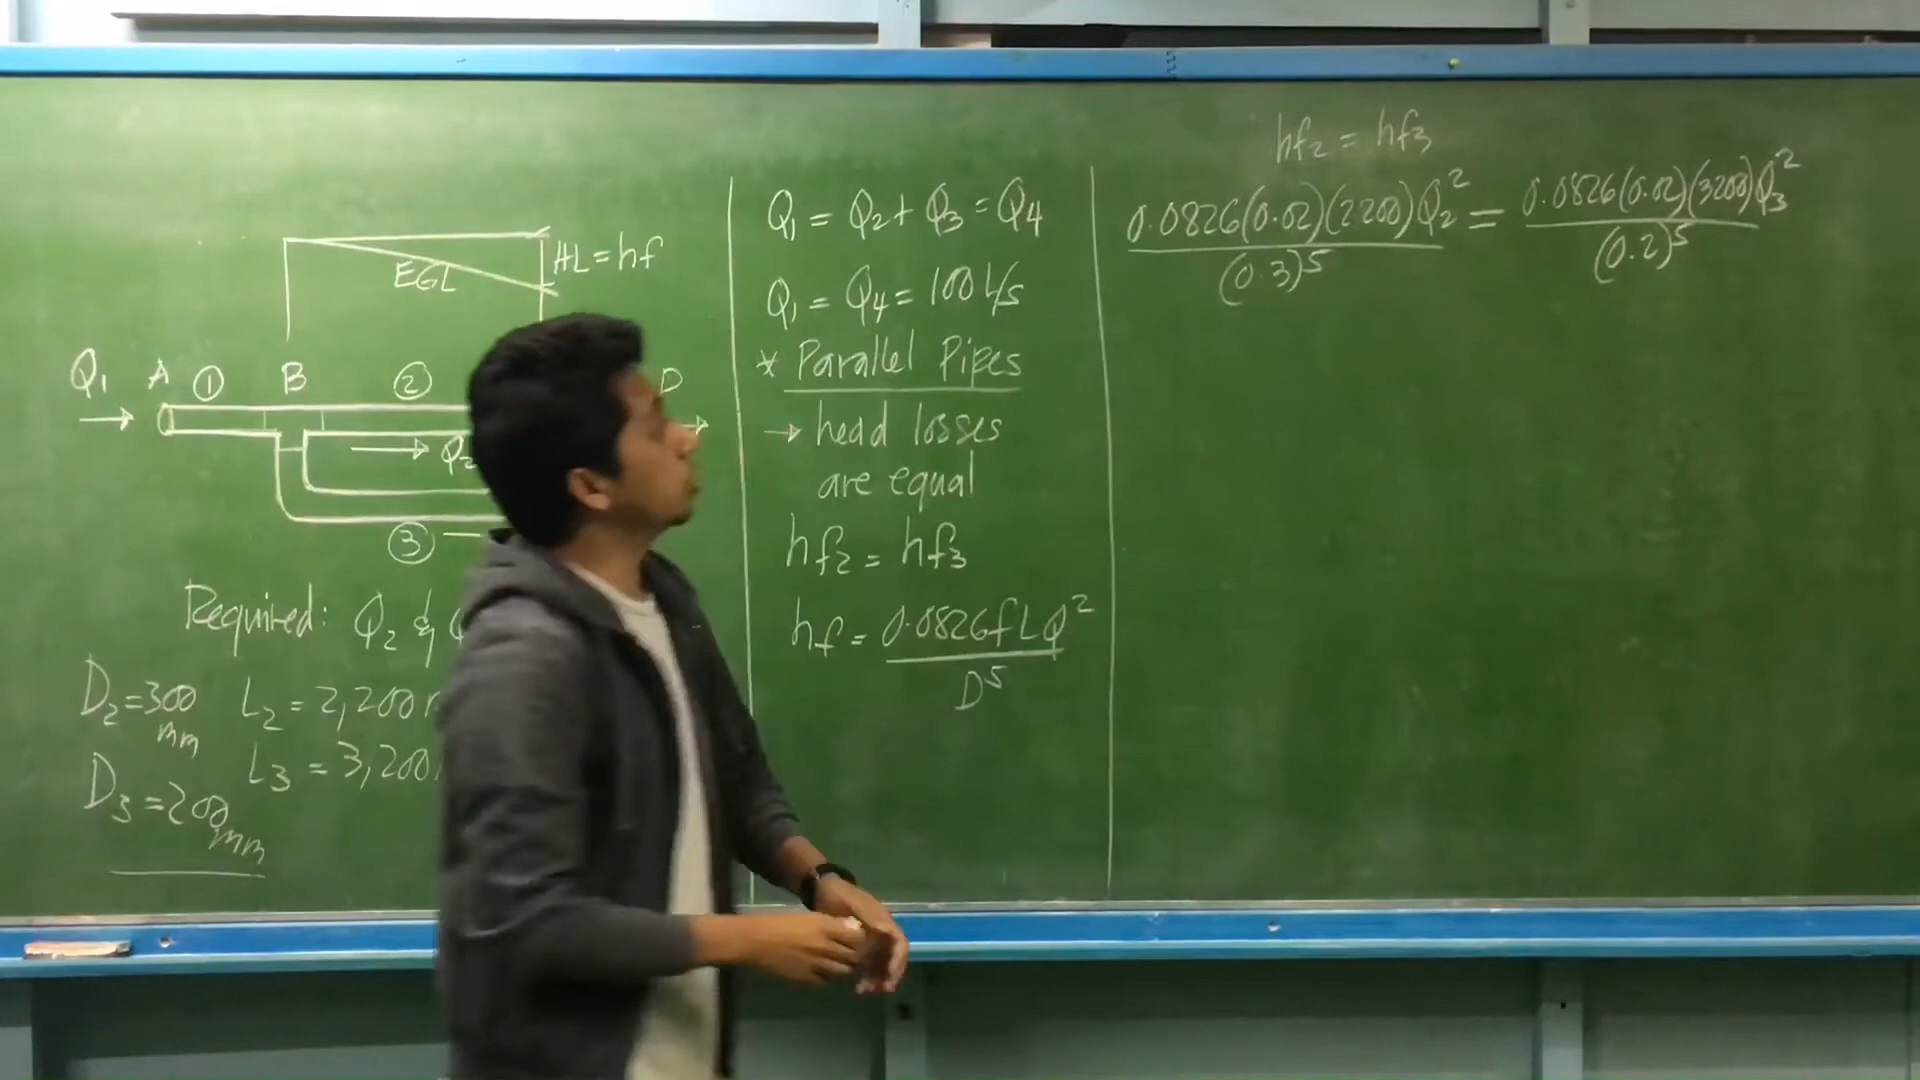 HL = hf
EGL
Q₁ A ① B ② D
Q₂
③
Required: Q₂ &
D₂ = 300 mm L₂ = 2,200
D₃ = 200 mm L₃ = 3,200
Q₁ = Q₂ + Q₃ = Q₄
Q₁ = Q₄ = 100 L/s
* Parallel Pipes
→ head losses
are equal
hf₂ = hf₃
hf = 0.0826fLQ² / D⁵
hf₂ = hf₃
0.0826(0.02)(2200)Q₂² / (0.3)⁵ = 0.0826(0.02)(3200)Q₃² / (0.2)⁵